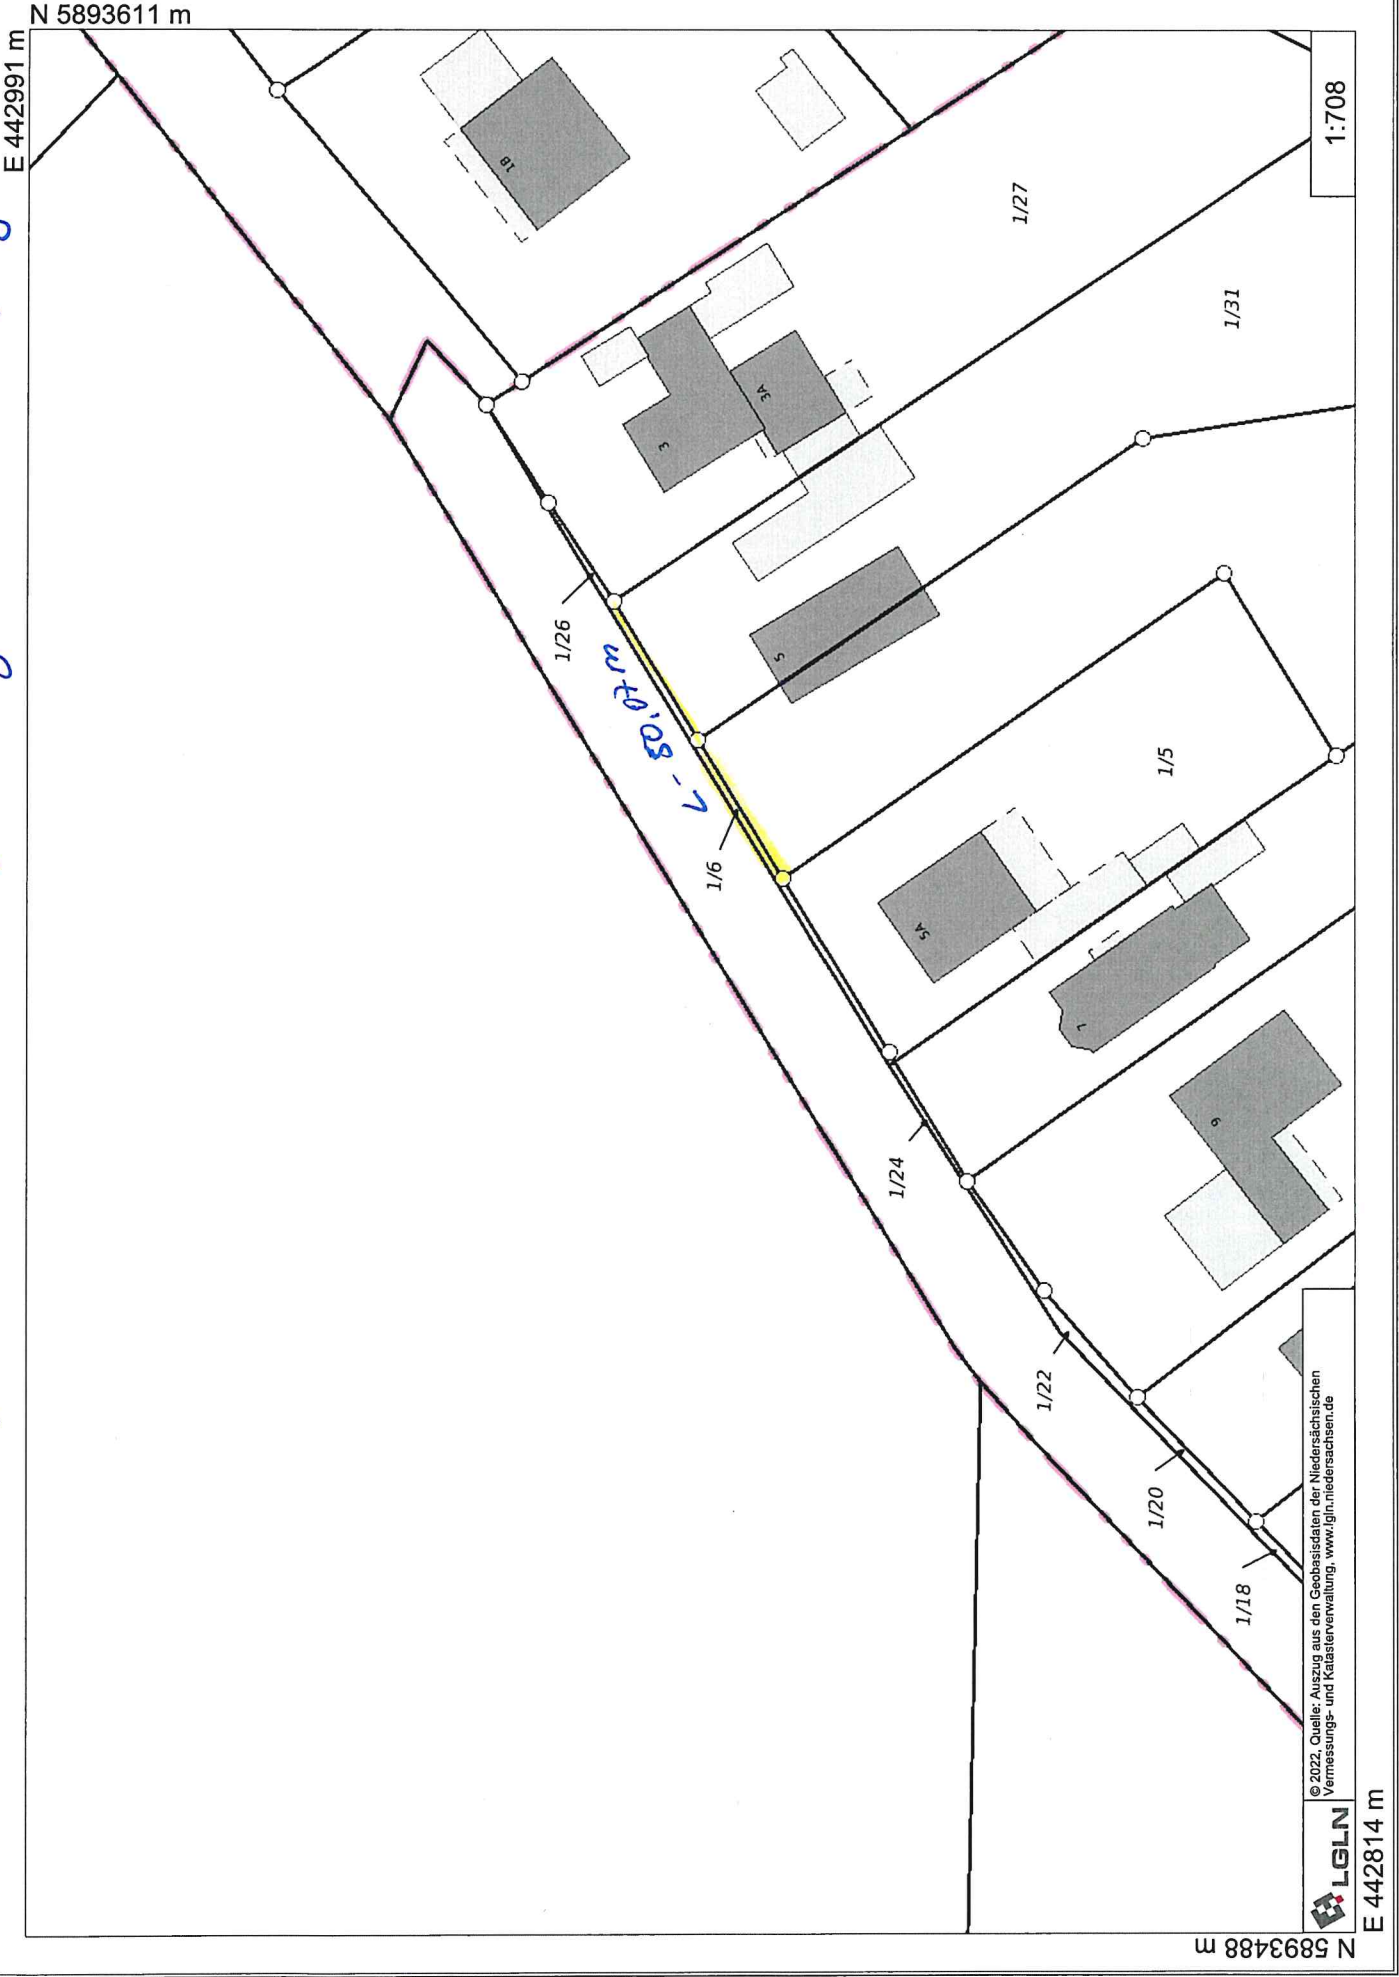 N 5893611 m
E 442991 m
1:708
1B
1/27
1/31
3
3A
1/26
L - 30,07m
5
1/6
1/5
5A
7
1/24
9
1/22
1/20
1/18
© 2022, Quelle: Auszug aus den Geobasisdaten der Niedersächsischen
Vermessungs- und Katasterverwaltung, www.lgln.niedersachsen.de
LGLN
E 442814 m
N 5893488 m